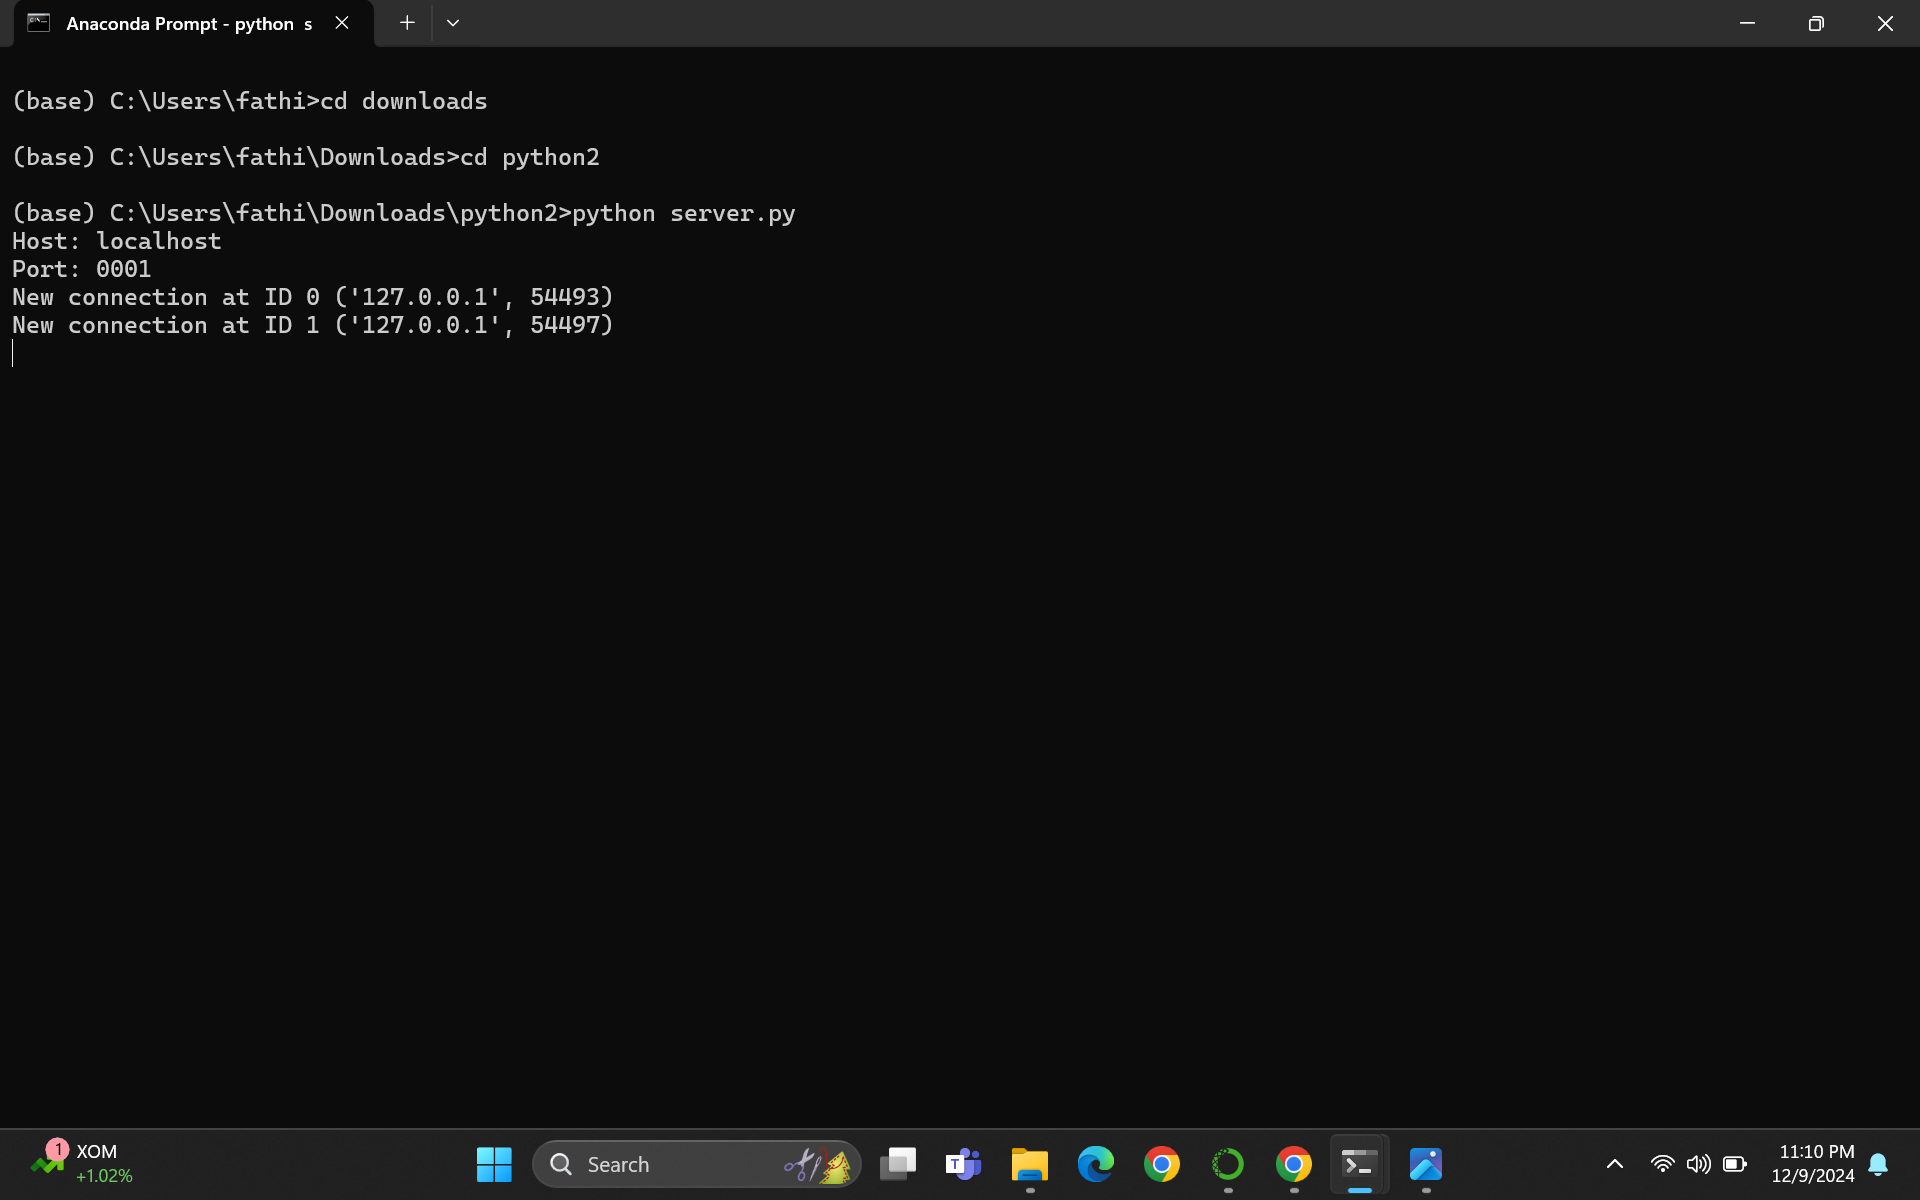 Anaconda Prompt - python s
(base) C:\Users\fathi>cd downloads
(base) C:\Users\fathi\Downloads>cd python2
(base) C:\Users\fathi\Downloads\python2>python server.py
Host: localhost
Port: 0001
New connection at ID 0 ('127.0.0.1', 54493)
New connection at ID 1 ('127.0.0.1', 54497)
1
XOM
+1.02%
Search
T
11:10 PM
12/9/2024